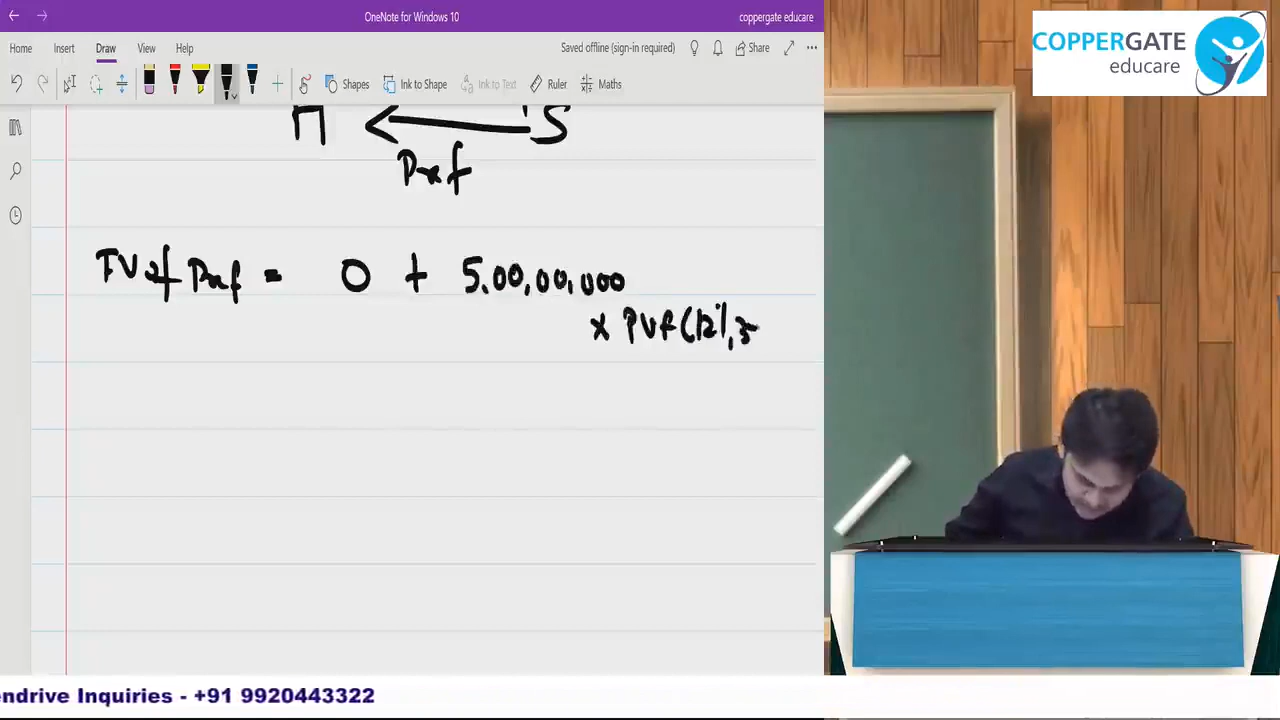 OneNote for Windows 10
coppergate educare
Home Insert Draw View Help
Saved offline (sign-in required)
Share
Shapes
Ink to Shape
Ink to Text
Ruler
Maths
COPPERGATE
educare
H S
Pref
FV of Pref = 0 + 5,00,00,000
x PVF(12%,
endrive Inquiries - +91 9920443322